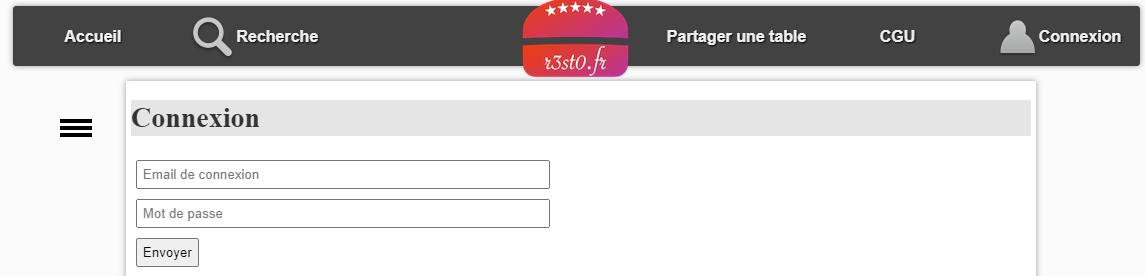 Accueil
Recherche
r3st0.fr
Partager une table
CGU
Connexion
Connexion
Email de connexion
Mot de passe
Envoyer